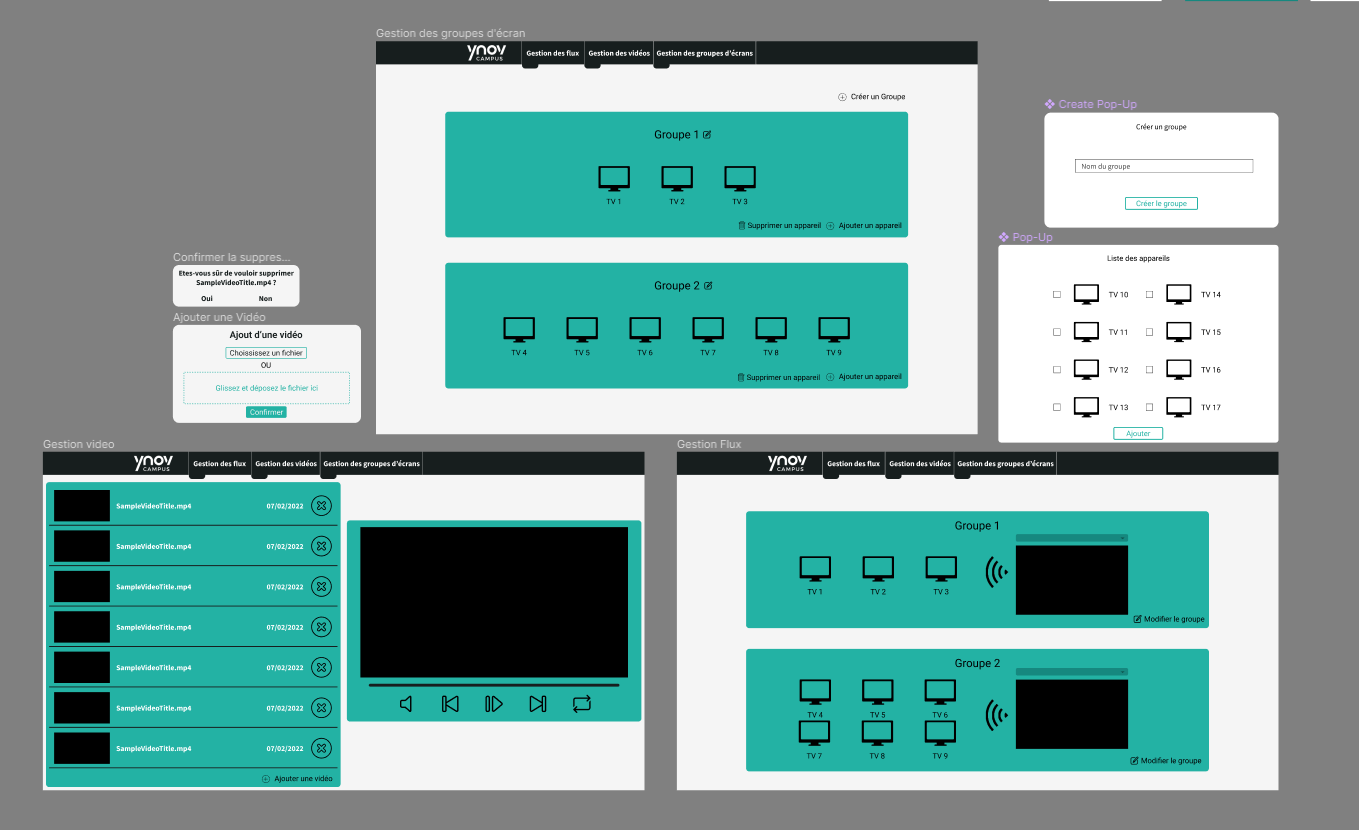 Gestion des groupes d'écran
ynov
CAMPUS
Gestion des flux
Gestion des vidéos
Gestion des groupes d'écrans
Créer un Groupe
Groupe 1
TV 1
TV 2
TV 3
Supprimer un appareil
Ajouter un appareil
Groupe 2
TV 4
TV 5
TV 6
TV 7
TV 8
TV 9
Supprimer un appareil
Ajouter un appareil
Create Pop-Up
Créer un groupe
Nom du groupe
Créer le groupe
Pop-Up
Liste des appareils
TV 10
TV 14
TV 11
TV 15
TV 12
TV 16
TV 13
TV 17
Ajouter
Confirmer la suppres...
Etes-vous sûr de vouloir supprimer
SampleVideoTitle.mp4 ?
Oui
Non
Ajouter une Vidéo
Ajout d'une vidéo
Choississez un fichier
OU
Glissez et déposez le fichier ici
Confirmer
Gestion video
ynov
CAMPUS
Gestion des flux
Gestion des vidéos
Gestion des groupes d'écrans
SampleVideoTitle.mp4
07/02/2022
SampleVideoTitle.mp4
07/02/2022
SampleVideoTitle.mp4
07/02/2022
SampleVideoTitle.mp4
07/02/2022
SampleVideoTitle.mp4
07/02/2022
SampleVideoTitle.mp4
07/02/2022
SampleVideoTitle.mp4
07/02/2022
Ajouter une vidéo
Gestion Flux
ynov
CAMPUS
Gestion des flux
Gestion des vidéos
Gestion des groupes d'écrans
Groupe 1
TV 1
TV 2
TV 3
Modifier le groupe
Groupe 2
TV 4
TV 5
TV 6
TV 7
TV 8
TV 9
Modifier le groupe